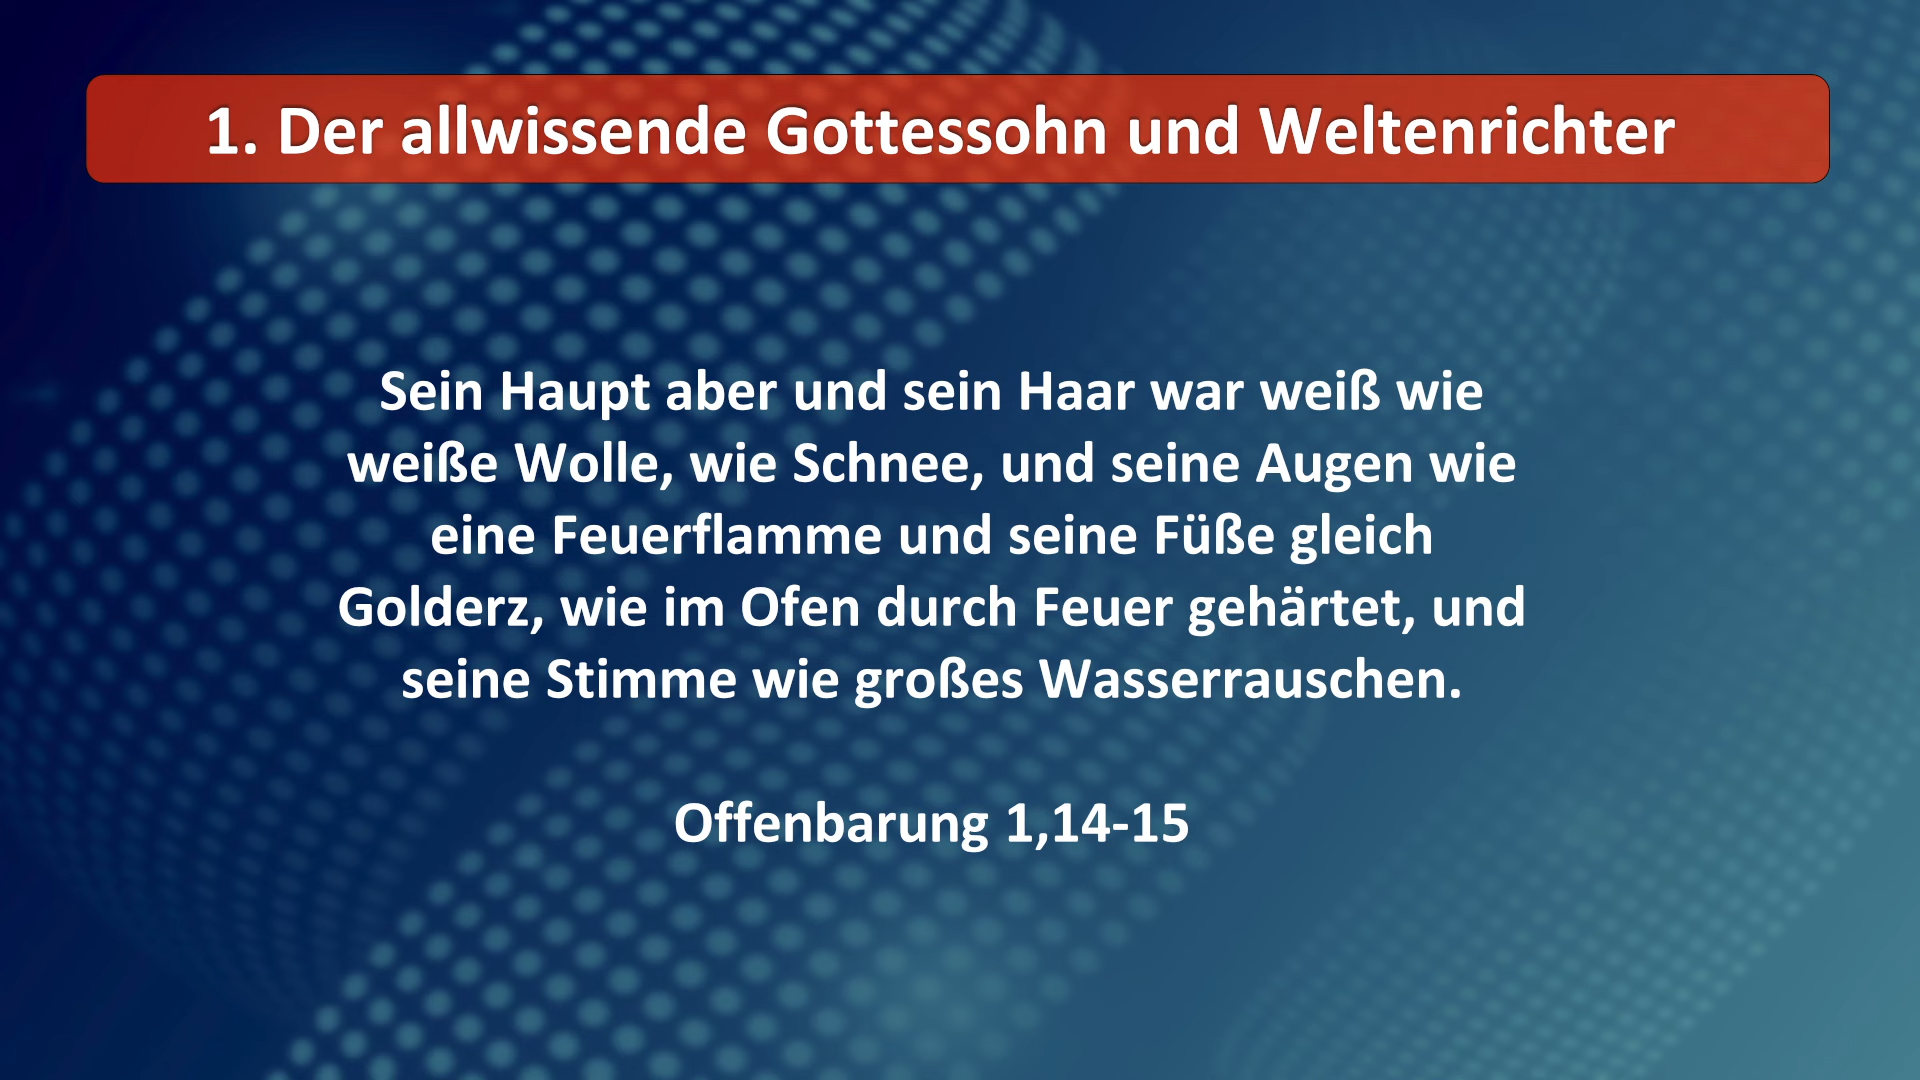 1. Der allwissende Gottessohn und Weltenrichter
Sein Haupt aber und sein Haar war weiß wie
weiße Wolle, wie Schnee, und seine Augen wie
eine Feuerflamme und seine Füße gleich
Golderz, wie im Ofen durch Feuer gehärtet, und
seine Stimme wie großes Wasserrauschen.
Offenbarung 1,14-15